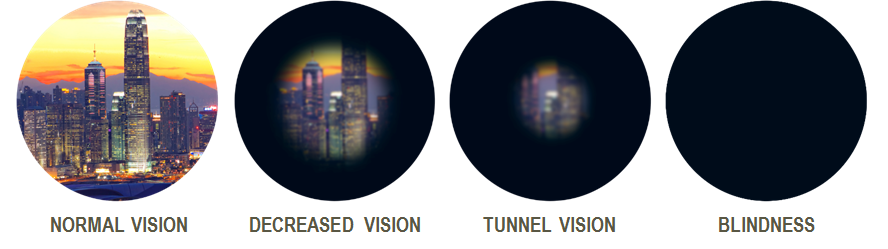 NORMAL VISION
DECREASED VISION
TUNNEL VISION
BLINDNESS